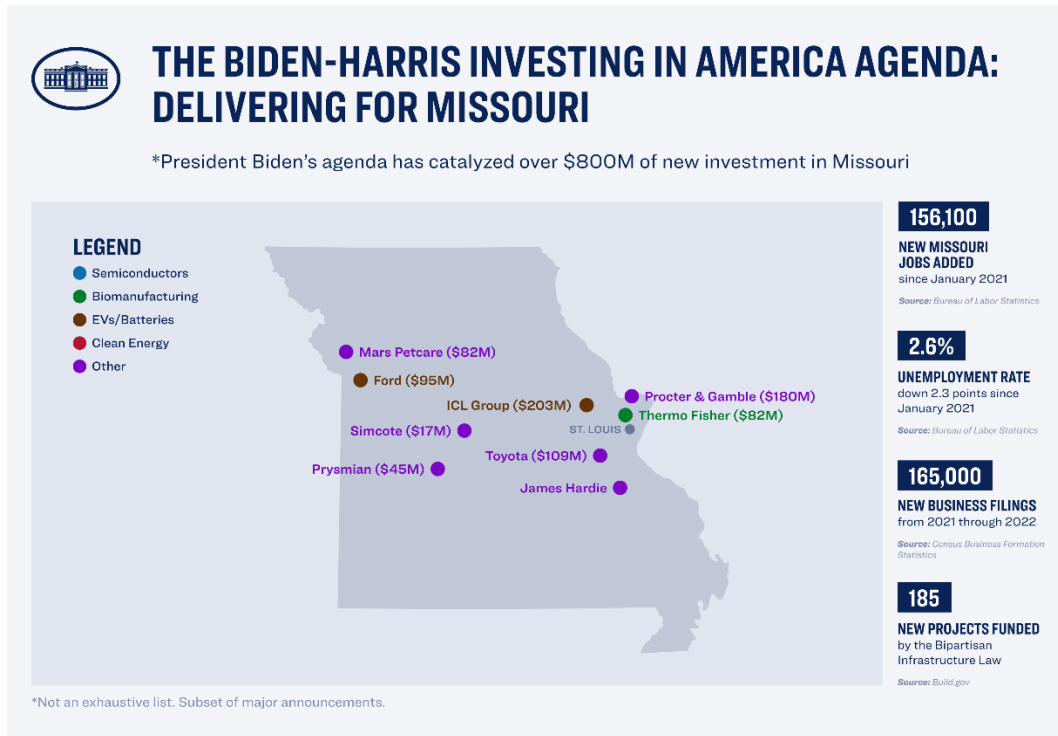 THE BIDEN-HARRIS INVESTING IN AMERICA AGENDA:
DELIVERING FOR MISSOURI
*President Biden's agenda has catalyzed over $800M of new investment in Missouri
LEGEND
Semiconductors
Biomanufacturing
EVs/Batteries
Clean Energy
Other
Mars Petcare ($82M)
Ford ($95M)
Procter & Gamble ($180M)
ICL Group ($203M)
Thermo Fisher ($82M)
ST. LOUIS
Simcote ($17M)
Toyota ($109M)
Prysmian ($45M)
James Hardie
156,100
NEW MISSOURI
JOBS ADDED
since January 2021
Source: Bureau of Labor Statistics
2.6%
UNEMPLOYMENT RATE
down 2.3 points since
January 2021
Source: Bureau of Labor Statistics
165,000
NEW BUSINESS FILINGS
from 2021 through 2022
Source: Census Business Formation
Statistics
185
NEW PROJECTS FUNDED
by the Bipartisan
Infrastructure Law
Source: Build.gov
*Not an exhaustive list. Subset of major announcements.